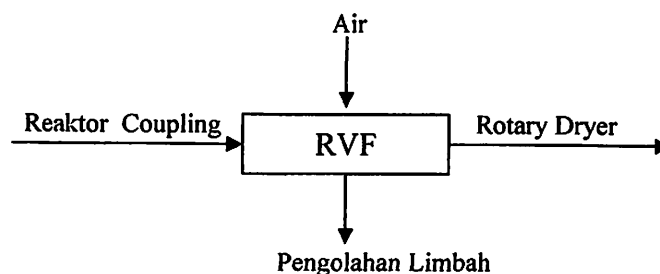 Air
Reaktor Coupling
RVF
Rotary Dryer
Pengolahan Limbah